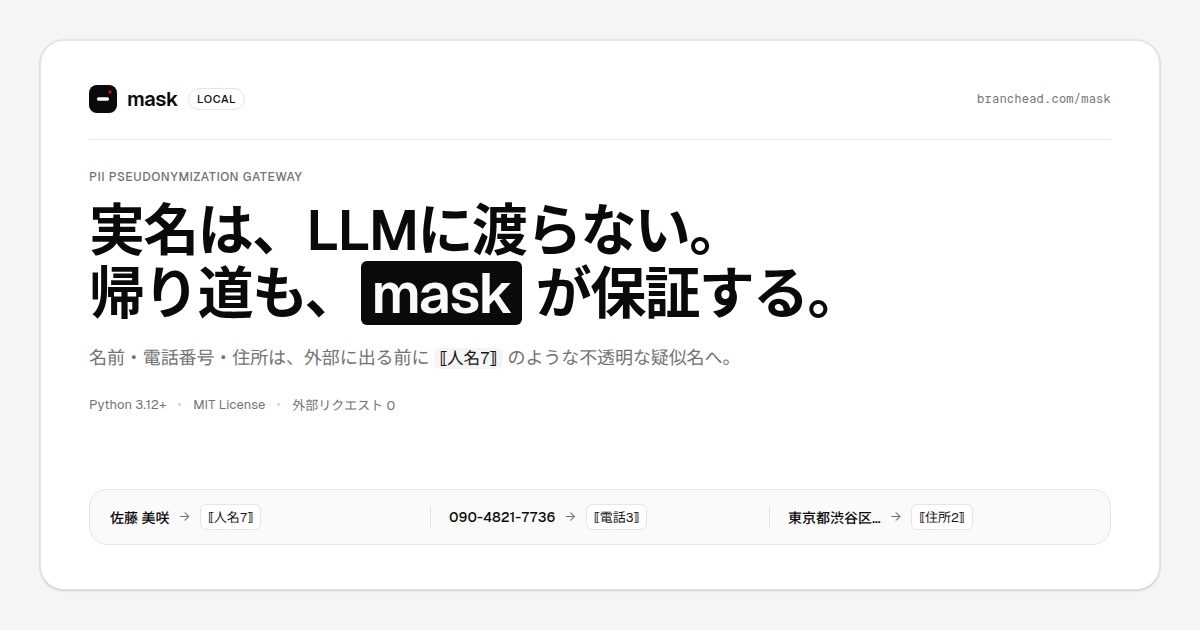 mask LOCAL branchead.com/mask
PII PSEUDONYMIZATION GATEWAY
実名は、LLMに渡らない。
帰り道も、 mask が保証する。
名前・電話番号・住所は、外部に出る前に 〚人名7〛 のような不透明な疑似名へ。
Python 3.12+ · MIT License · 外部リクエスト 0
佐藤 美咲 → 〚人名7〛 090-4821-7736 → 〚電話3〛 東京都渋谷区… → 〚住所2〛